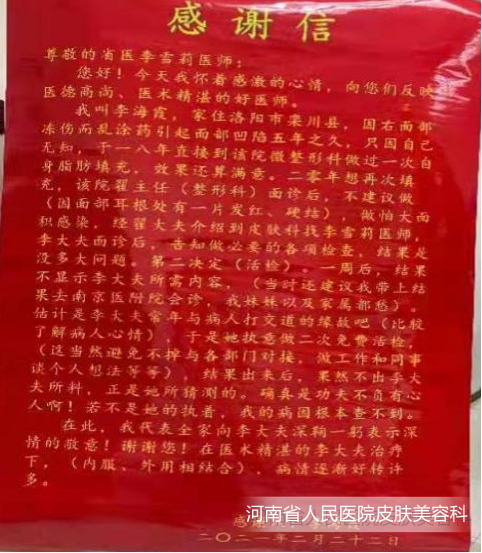 感谢信
尊敬的省医李雪莉医师：
您好！今天我怀着感激的心情，向您们反映
医德高尚、医术精湛的好医师。
我叫李海霞，家住洛阳市栾川县，因右面部
冻伤而乱涂药引起面部凹陷五年之久，只因自己
无知，于一八年直接到该院微整形科做过一次自
身脂肪填充，效果还算满意。二零年想再次填
充，该院翟主任（整形科）面诊后，不建议做
（因面部耳根处有一片发红、硬结），做怕大面
积感染，经翟大夫介绍到皮肤科找李雪莉医师，
李大夫面诊后，告知做必要的各项检查，结果是
没多大问题，第二次决定（活检），一周后，结果
不显示李大夫所需内容，（当时还建议我带上结
果去南京医附院会诊，我妹妹以及家属都愁）。
估计是李大夫常年与病人打交道的缘故吧（比较
了解病人心情） 于是她执意做二次免费活检，
（这当然避免不掉与各部门对接，做工作和同事
谈个人想法等等），结果出来后，果然不出李大
夫所料，正是她所猜测的。确真是功夫不负有心
人啊！若不是她的执着，我的病因根本查不到。
在此，我代表全家向李大夫深鞠一躬表示深
情的敬意！谢谢您！在医术精湛的李大夫治疗
下，（内服、外用相结合），病情逐渐好转许
多。
河南省人民医院皮肤美容科
二〇二一年二月二十二日